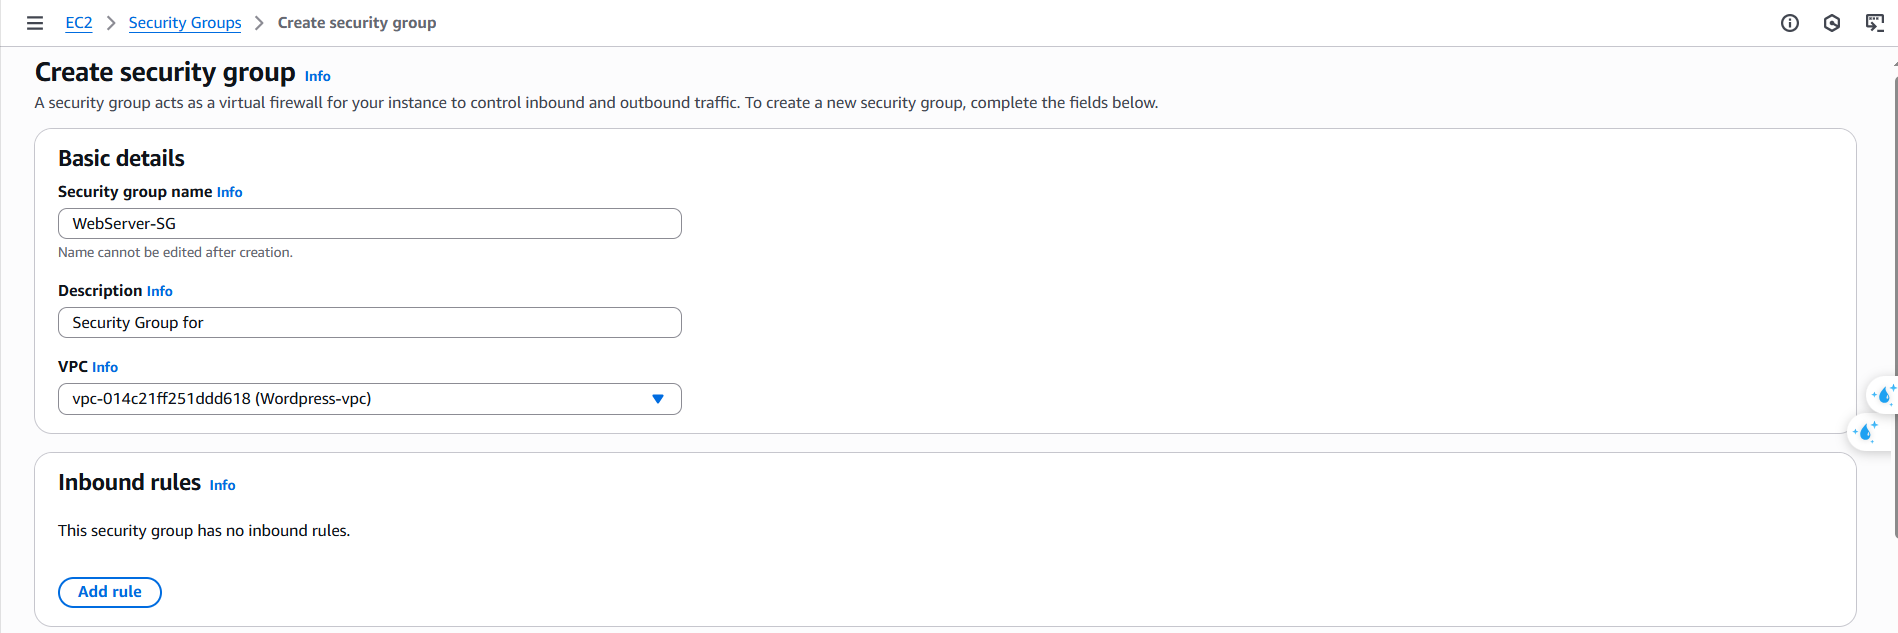 EC2 > Security Groups > Create security group
Create security group Info
A security group acts as a virtual firewall for your instance to control inbound and outbound traffic. To create a new security group, complete the fields below.
Basic details
Security group name Info
WebServer-SG
Name cannot be edited after creation.
Description Info
Security Group for
VPC Info
vpc-014c21ff251ddd618 (Wordpress-vpc)
Inbound rules Info
This security group has no inbound rules.
Add rule